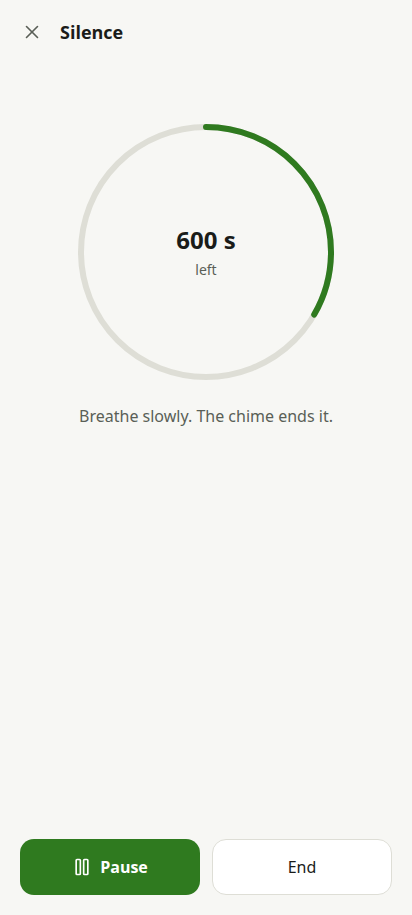 Silence
600 s
left
Breathe slowly. The chime ends it.
Pause
End